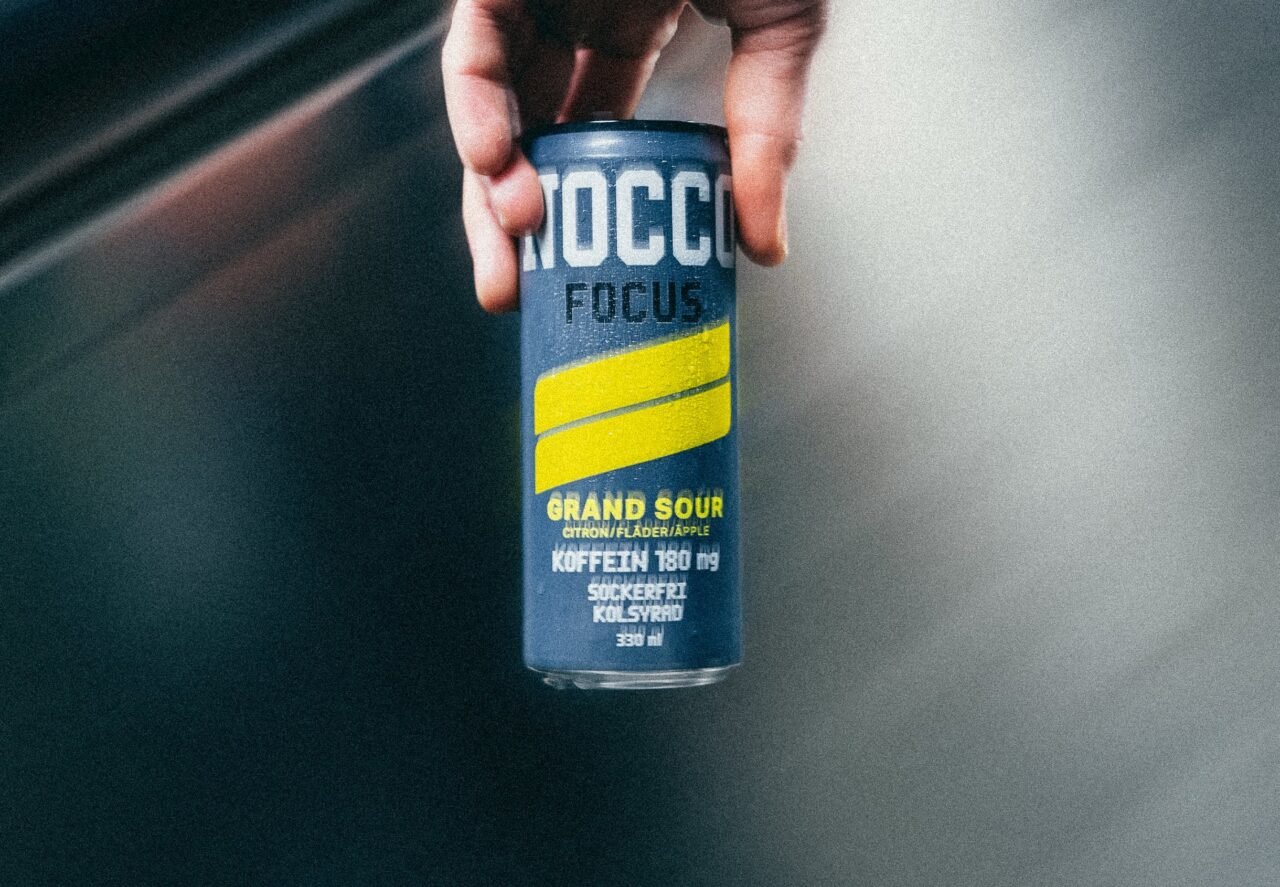 NOCCO
FOCUS
GRAND SOUR
CITRON/FLÄDER/ÄPPLE
KOFFEIN 180 mg
SOCKERFRI
KOLSYRAD
330 ml